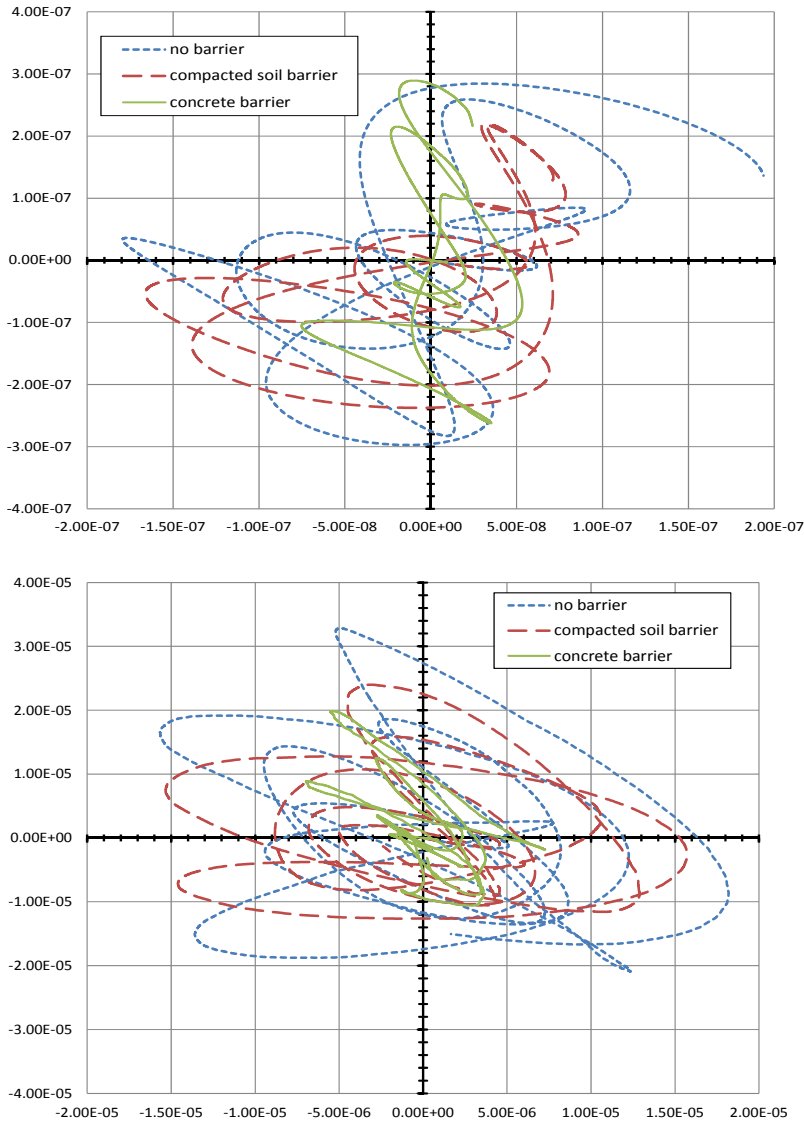 4.00E-07
3.00E-07
2.00E-07
1.00E-07
0.00E+00
-1.00E-07
-2.00E-07
-3.00E-07
-4.00E-07
no barrier
compacted soil barrier
concrete barrier
-2.00E-07 -1.50E-07 -1.00E-07 -5.00E-08 0.00E+00 5.00E-08 1.00E-07 1.50E-07 2.00E-07
4.00E-05
3.00E-05
2.00E-05
1.00E-05
0.00E+00
-1.00E-05
-2.00E-05
-3.00E-05
-4.00E-05
no barrier
compacted soil barrier
concrete barrier
-2.00E-05 -1.50E-05 -1.00E-05 -5.00E-06 0.00E+00 5.00E-06 1.00E-05 1.50E-05 2.00E-05